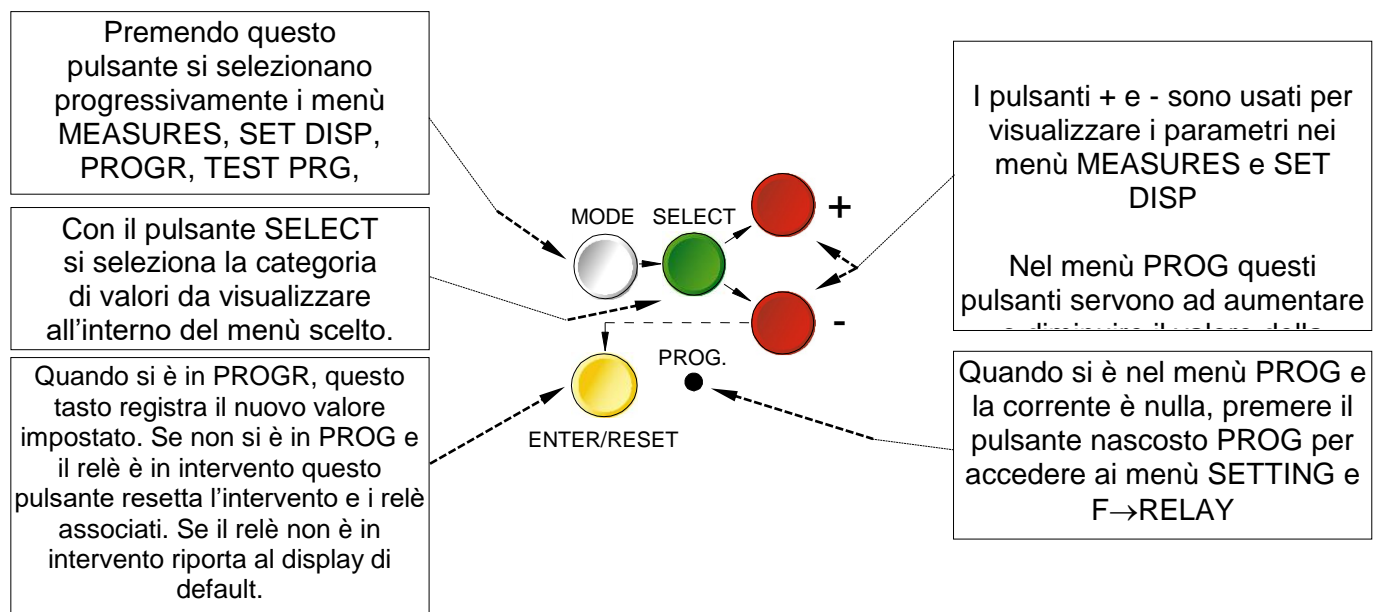 Premendo questo
pulsante si selezionano
progressivamente i menù
MEASURES, SET DISP,
PROGR, TEST PRG,
Con il pulsante SELECT
si seleziona la categoria
di valori da visualizzare
all'interno del menù scelto.
Quando si è in PROGR, questo
tasto registra il nuovo valore
impostato. Se non si è in PROG e
il relè è in intervento questo
pulsante resetta l'intervento e i relè
associati. Se il relè non è in
intervento riporta al display di
default.
MODE SELECT
+
-
PROG.
ENTER/RESET
I pulsanti + e - sono usati per
visualizzare i parametri nei
menù MEASURES e SET
DISP
Nel menù PROG questi
pulsanti servono ad aumentare
o diminuire il valore della
Quando si è nel menù PROG e
la corrente è nulla, premere il
pulsante nascosto PROG per
accedere ai menù SETTING e
F→RELAY